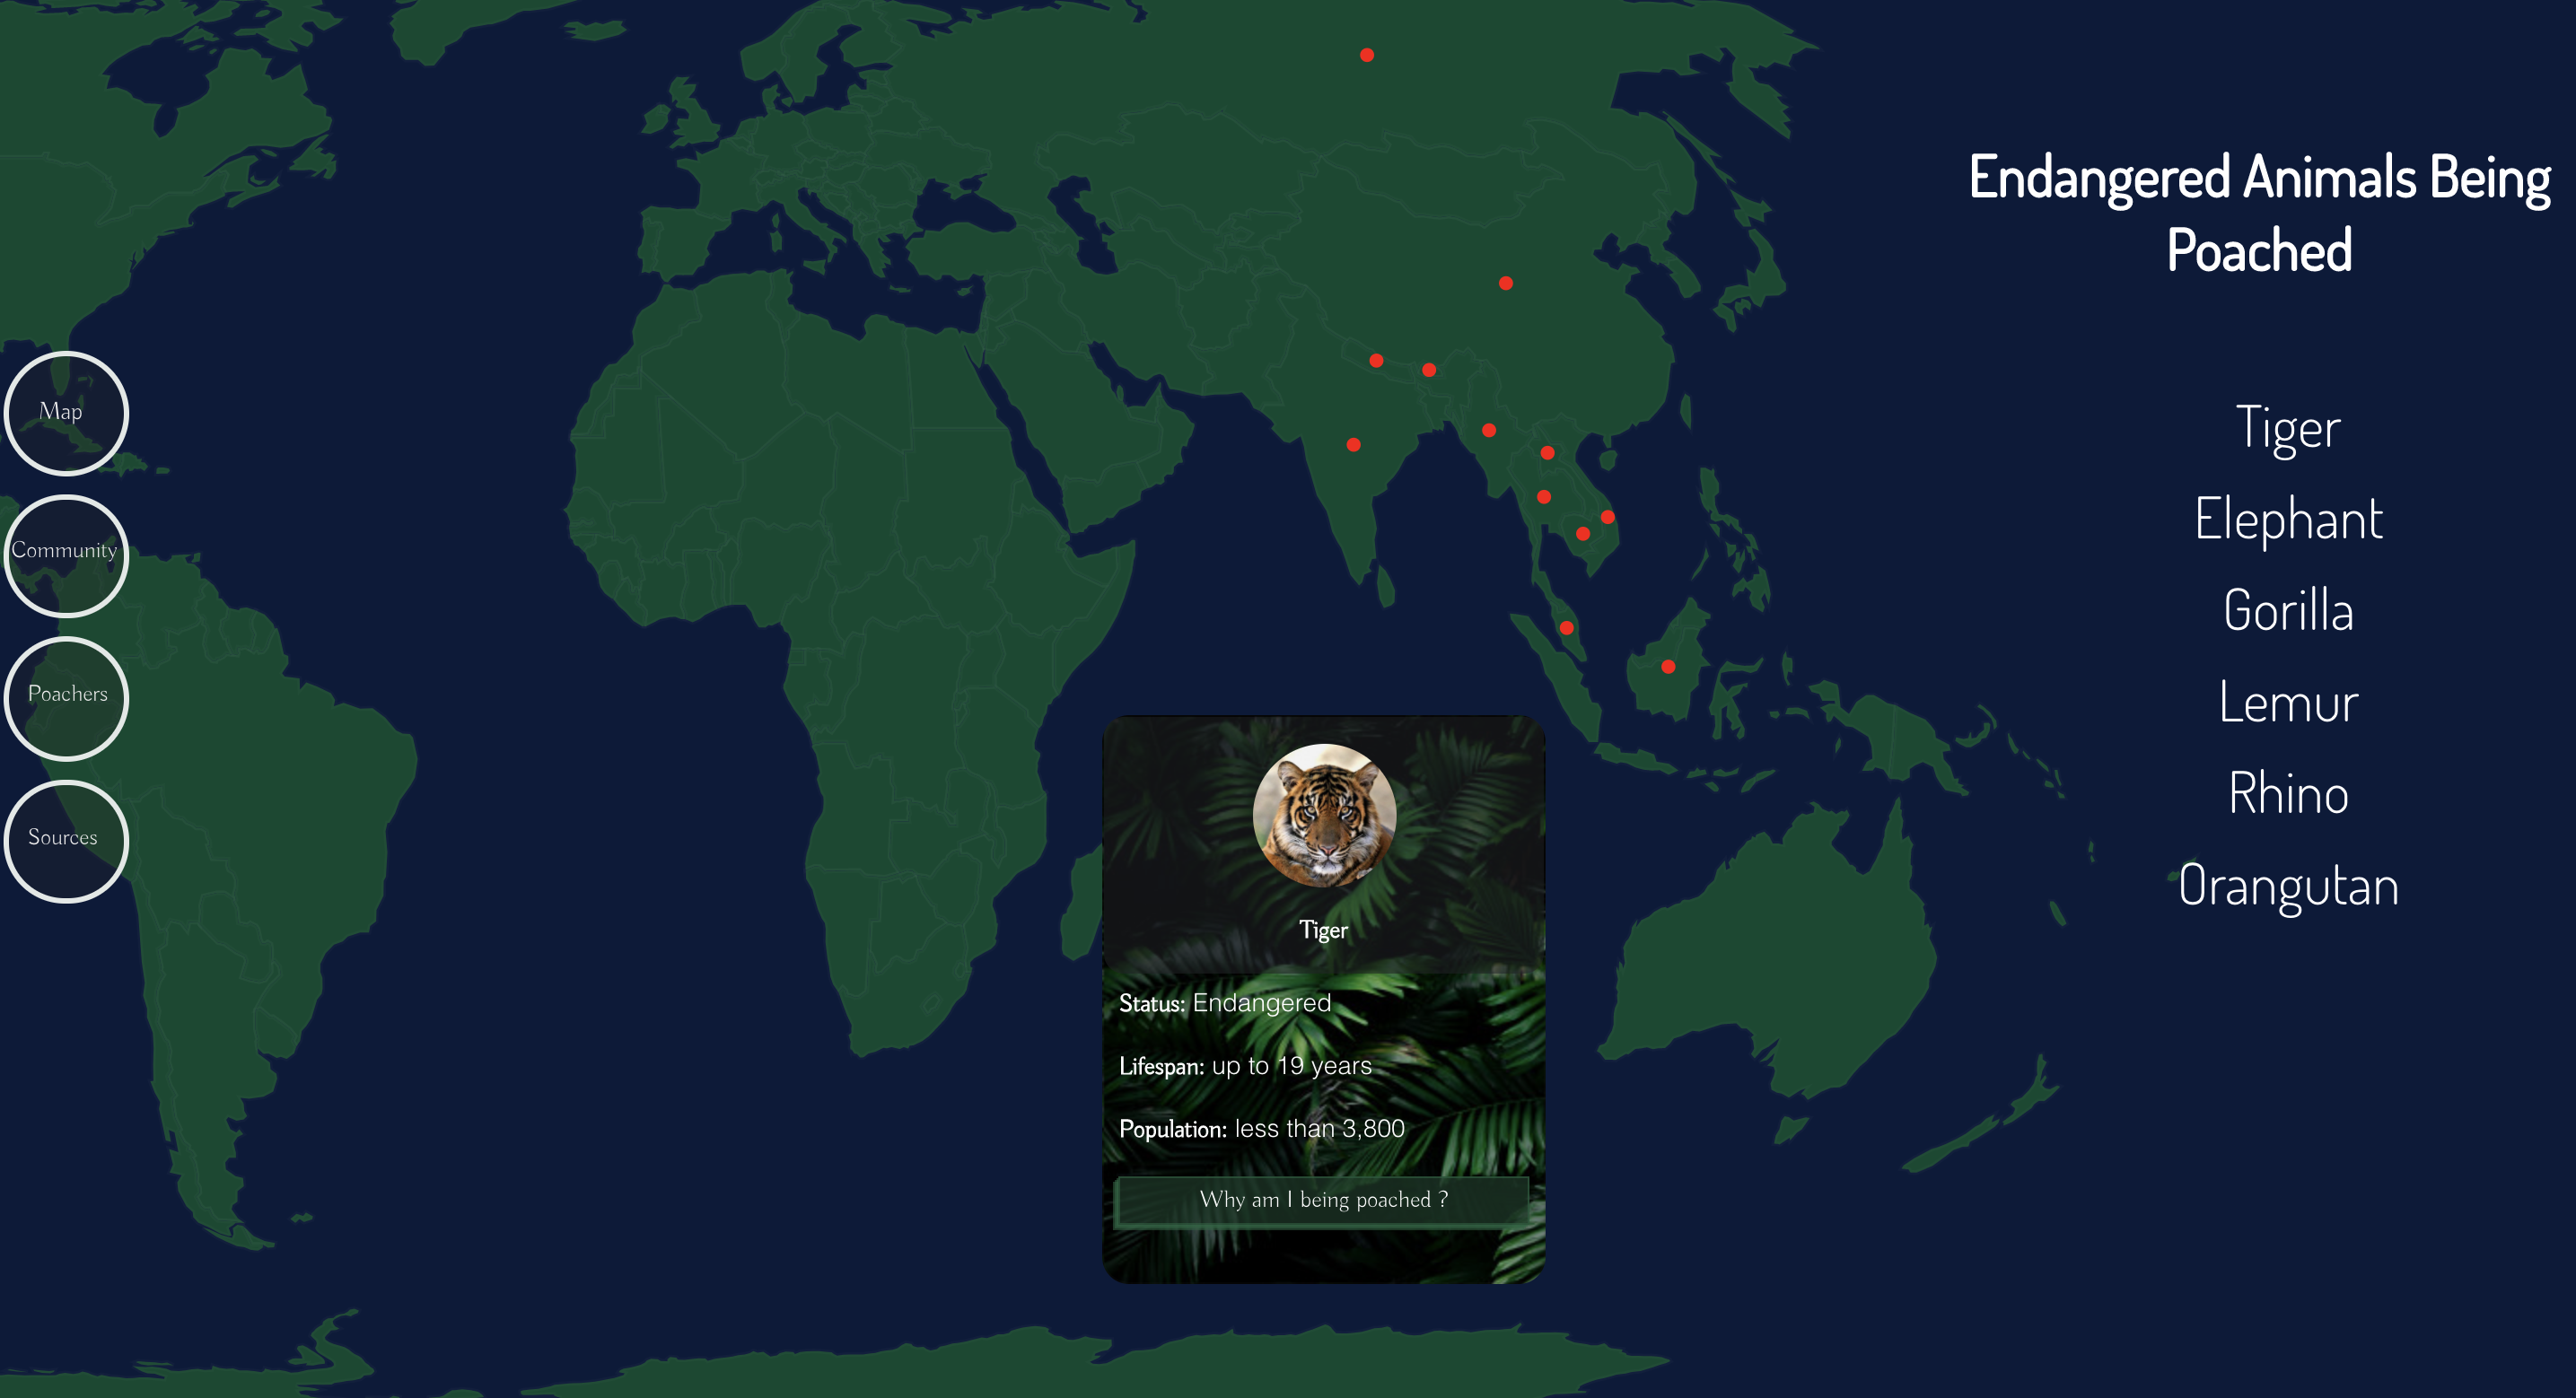 Endangered Animals Being
Poached
Map
Community
Poachers
Sources
Tiger
Elephant
Gorilla
Lemur
Rhino
Orangutan
Tiger
Status: Endangered
Lifespan: up to 19 years
Population: less than 3,800
Why am I being poached ?